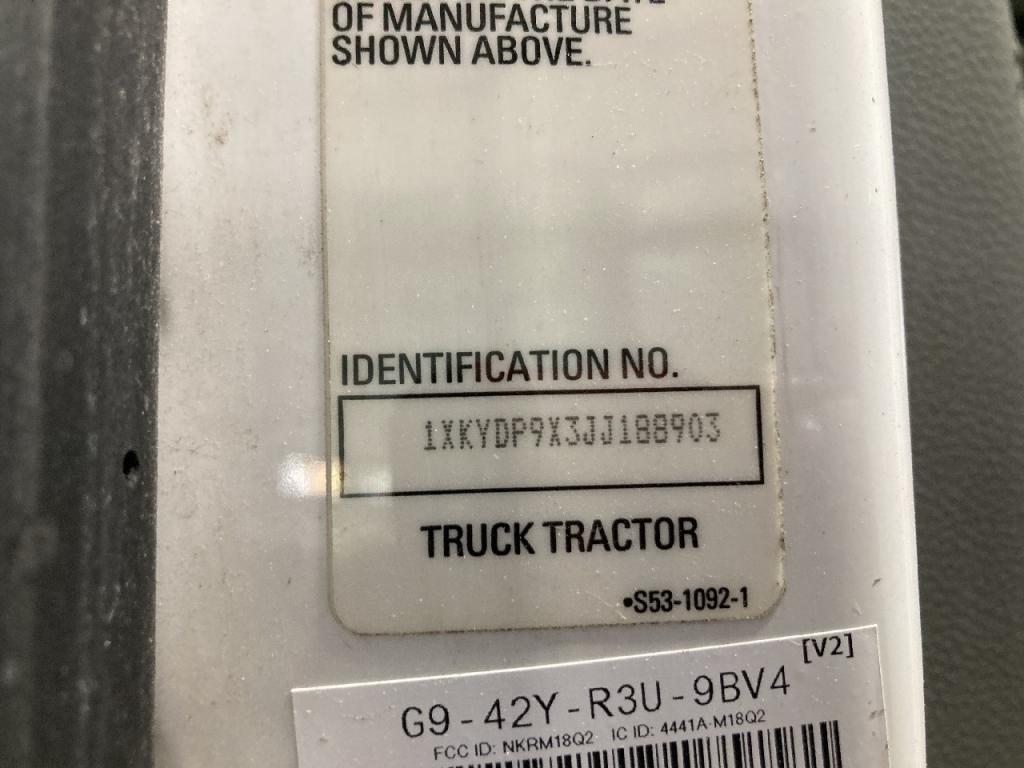 OF MANUFACTURE
SHOWN ABOVE.
IDENTIFICATION NO.
1XKYDP9X3JJ188903
TRUCK TRACTOR
•S53-1092-1
[V2]
G9-42Y-R3U-9BV4
FCC ID: NKRM18Q2 IC ID: 4441A-M18Q2